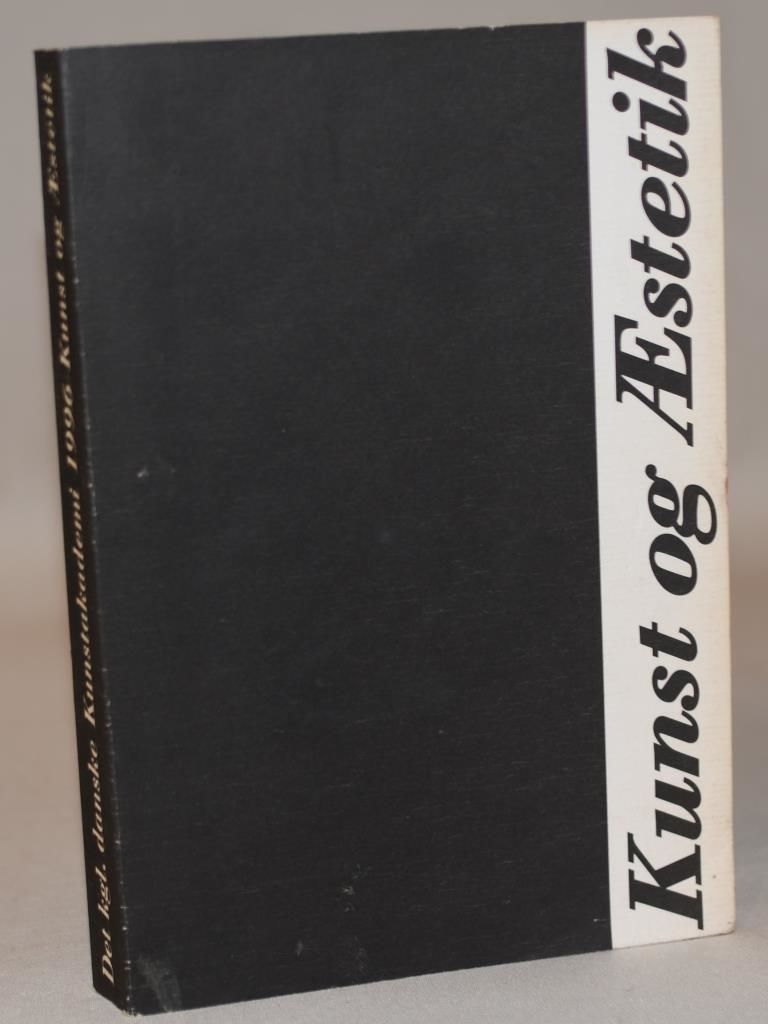 Det kgl. danske Kunstakademi 1996 Kunst og Æstetik
Kunst og Æstetik